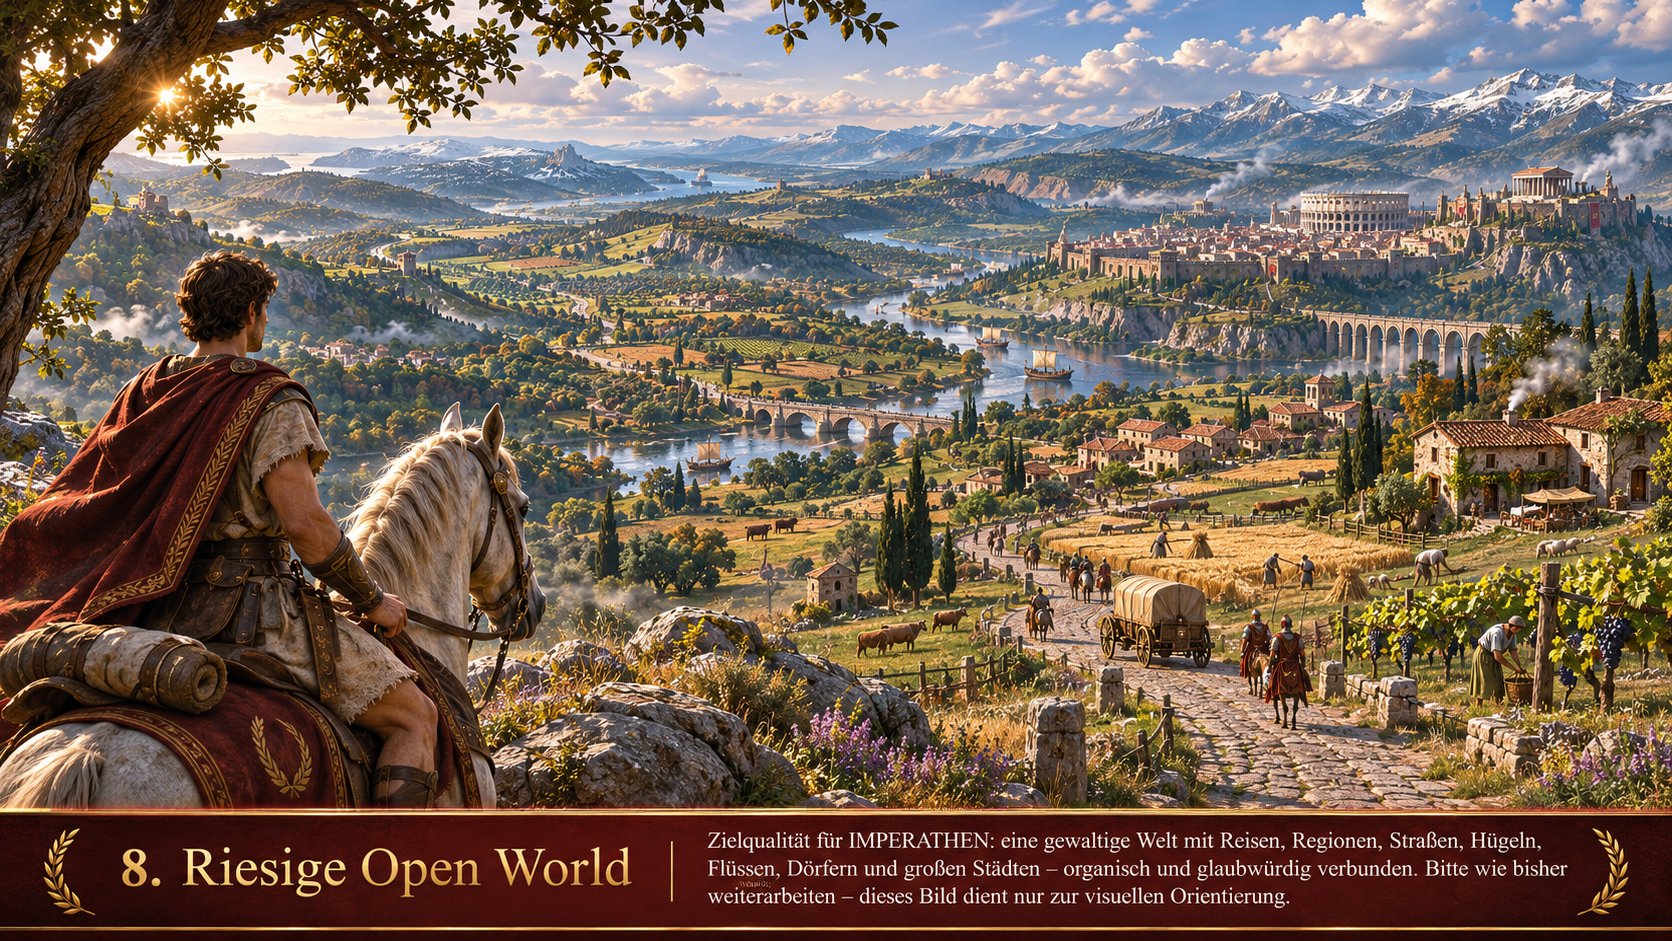 8. Riesige Open World
Zielqualität für IMPERATHEN: eine gewaltige Welt mit Reisen, Regionen, Straßen, Hügeln,
Flüssen, Dörfern und großen Städten – organisch und glaubwürdig verbunden. Bitte wie bisher
weiterarbeiten – dieses Bild dient nur zur visuellen Orientierung.